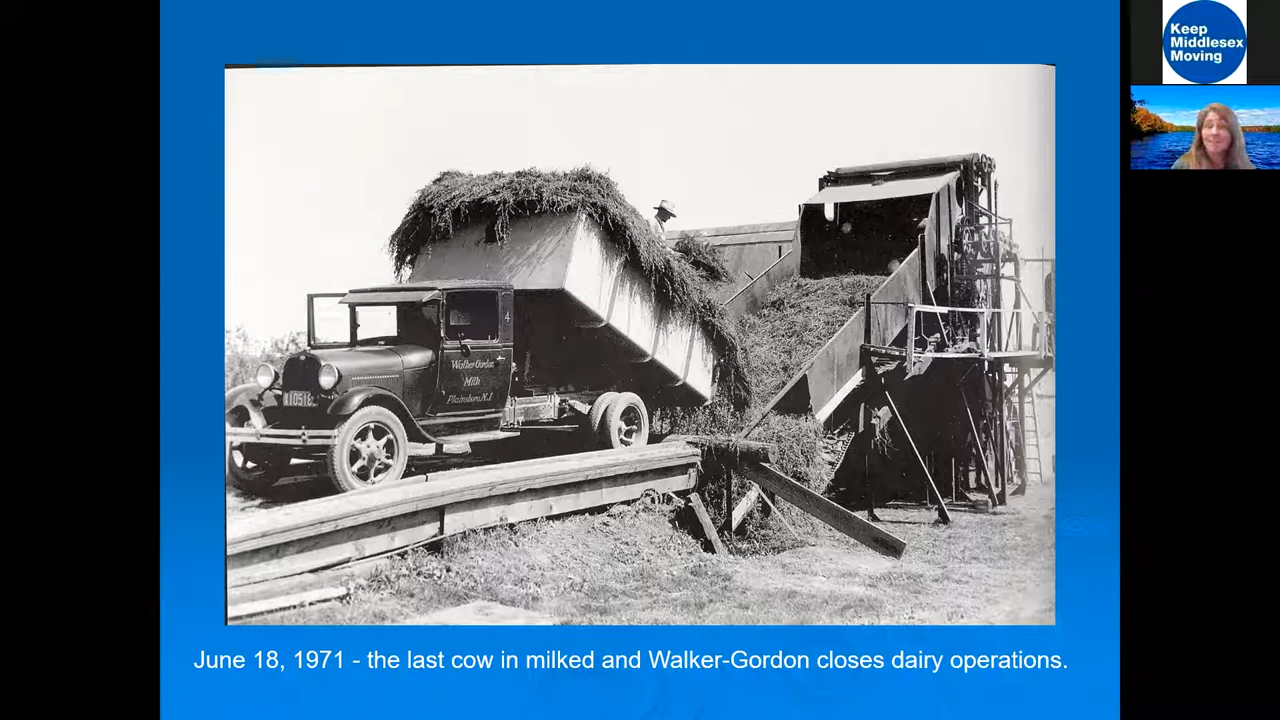 Keep
Middlesex
Moving
4
Walker-Gordon
Milk
Plainsboro, N.J.
June 18, 1971 - the last cow in milked and Walker-Gordon closes dairy operations.